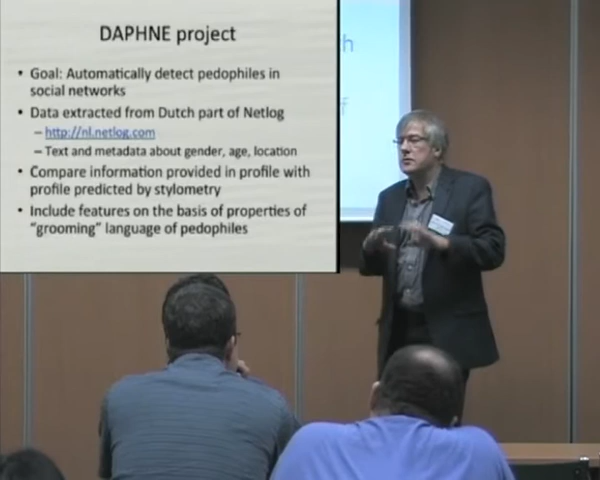 DAPHNE project
• Goal: Automatically detect pedophiles in
social networks
• Data extracted from Dutch part of Netlog
– http://nl.netlog.com
– Text and metadata about gender, age, location
• Compare information provided in profile with
profile predicted by stylometry
• Include features on the basis of properties of
"grooming" language of pedophiles